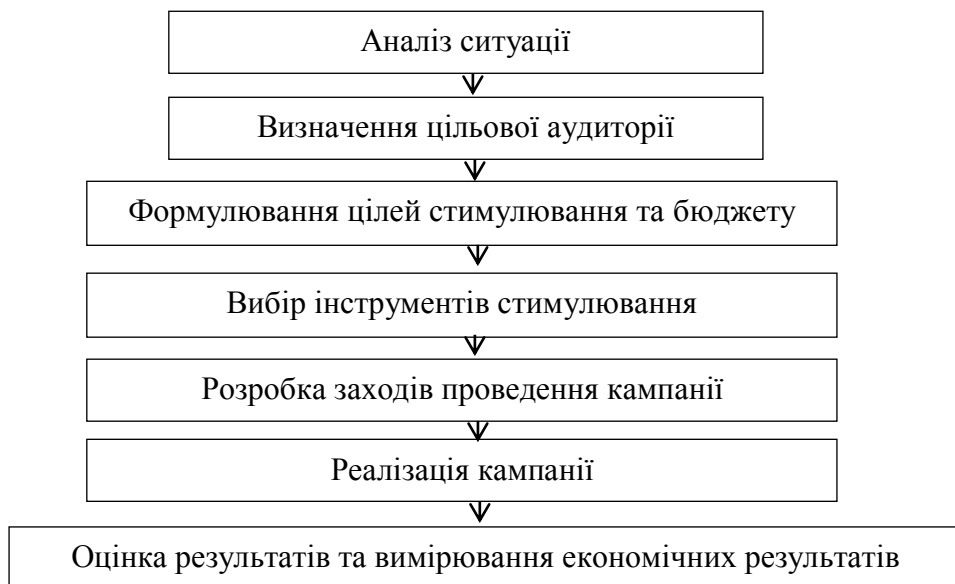 Аналіз ситуації
Визначення цільової аудиторії
Формулювання цілей стимулювання та бюджету
Вибір інструментів стимулювання
Розробка заходів проведення кампанії
Реалізація кампанії
Оцінка результатів та вимірювання економічних результатів